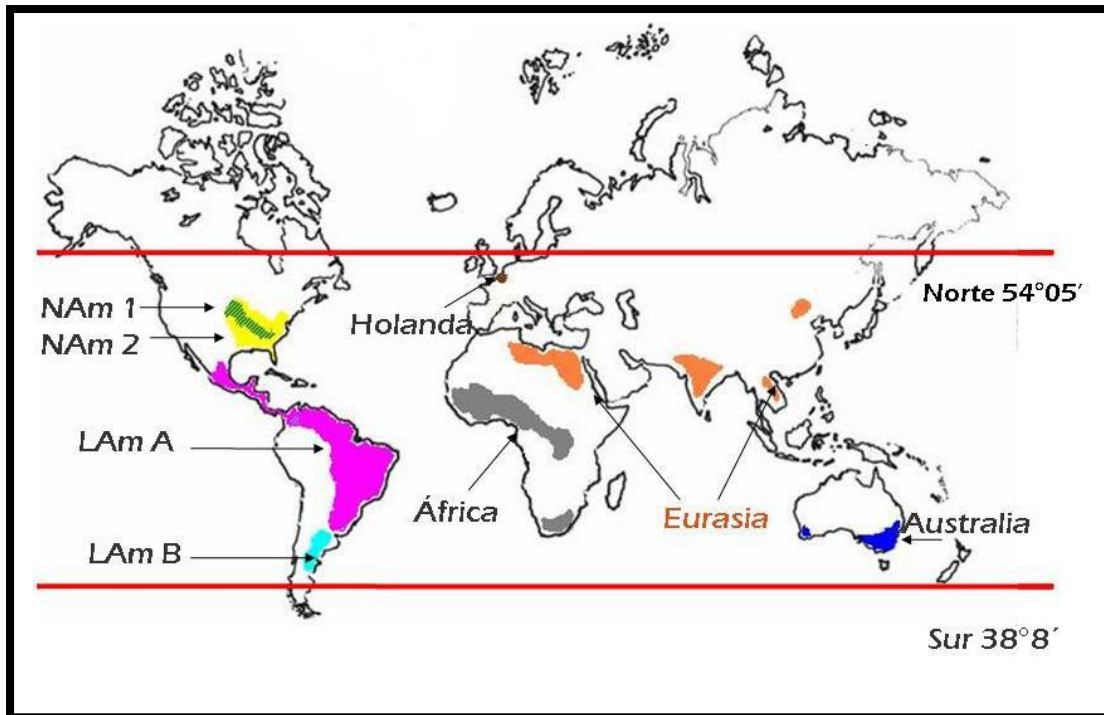 Norte 54°05′
NAm 1
Holanda
NAm 2
LAm A
África
Eurasia
Australia
LAm B
Sur 38°8´